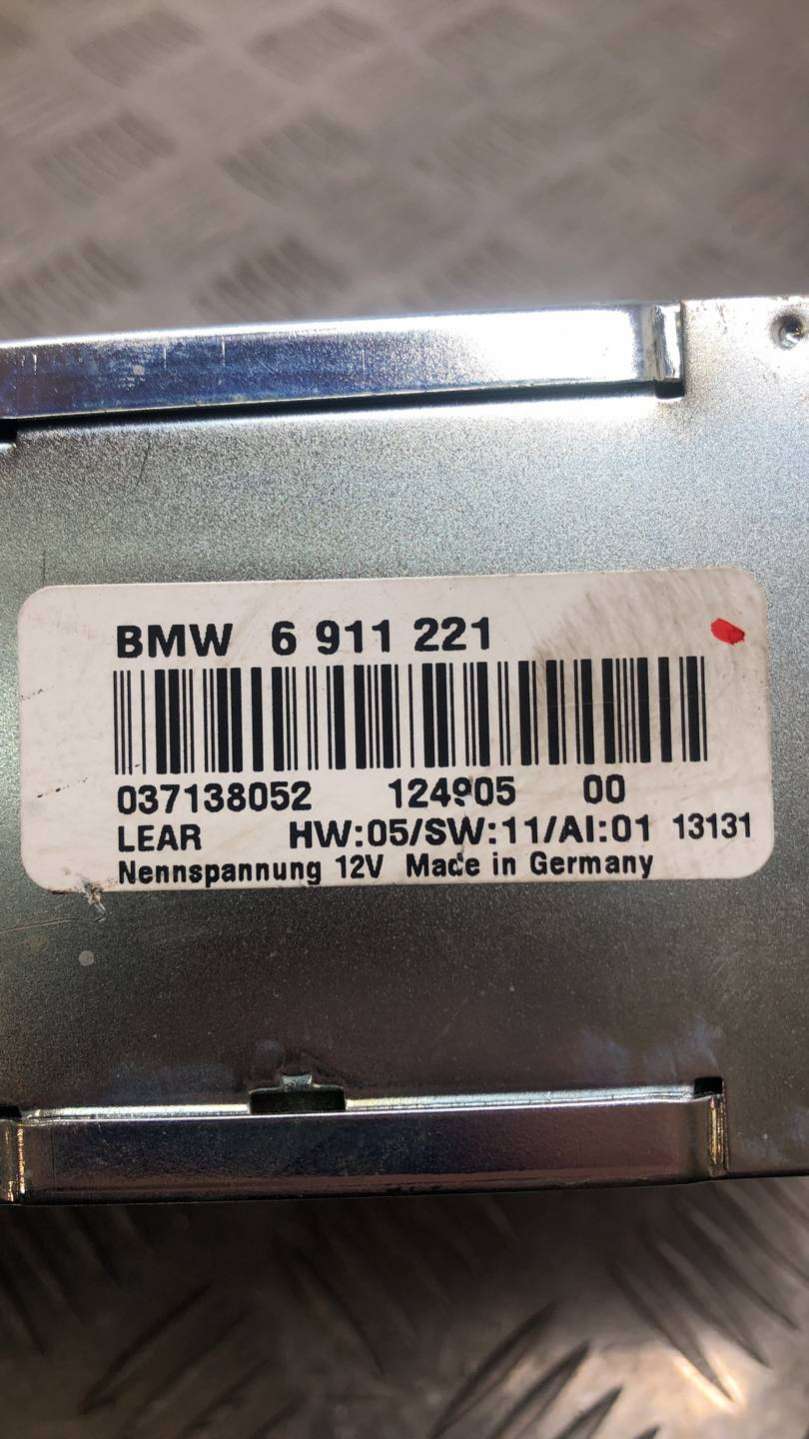 BMW 6 911 221
037138052 124905 00
LEAR HW:05/SW:11/AI:01 13131
Nennspannung 12V Made in Germany